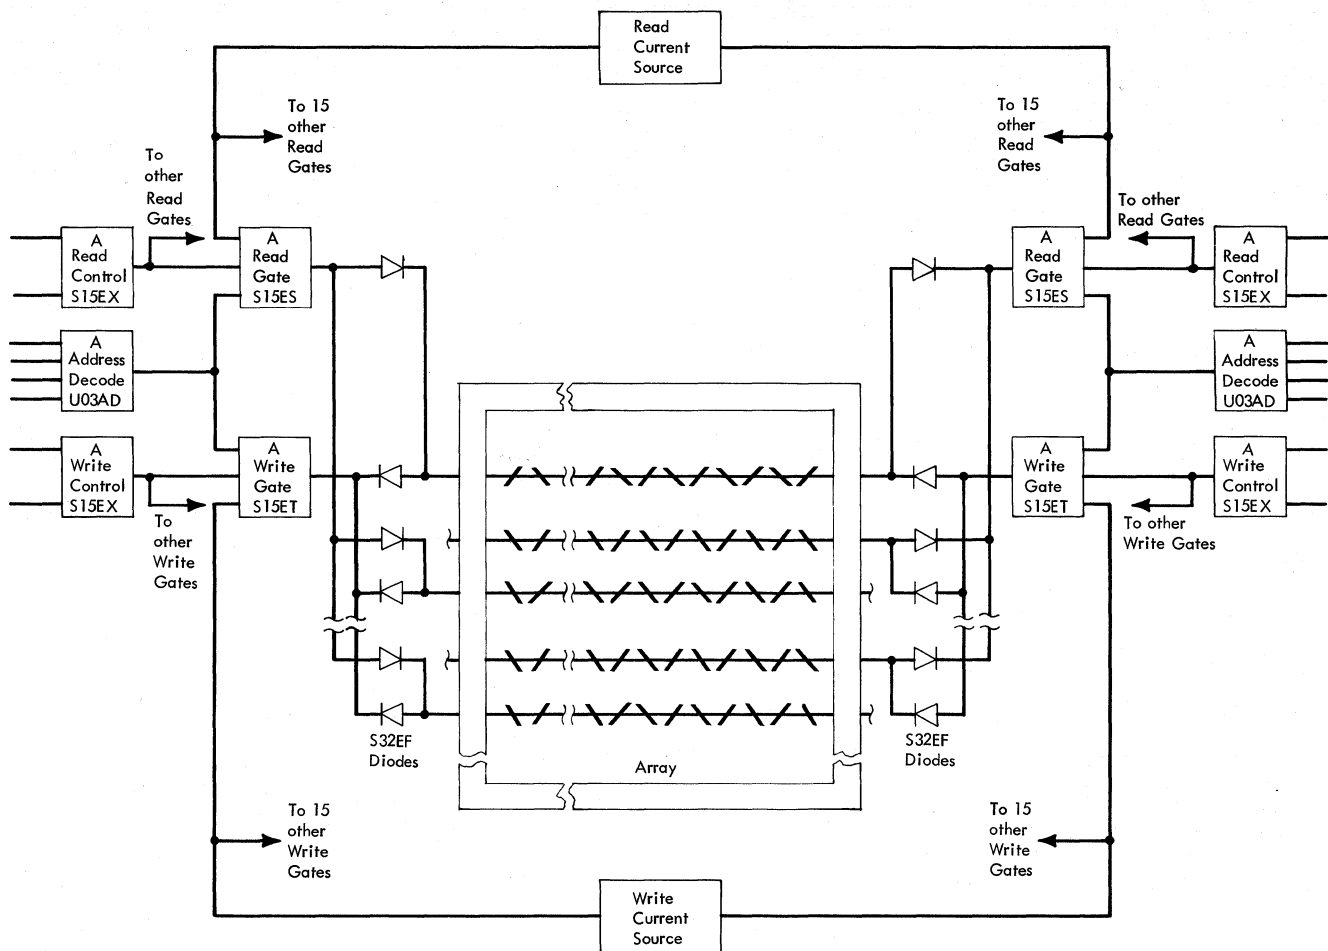 Read
Current
Source
To 15
other
Read
Gates
To 15
other
Read
Gates
To
other
Read
Gates
To other
Read Gates
A
Read
Control
S15EX
A
Read
Gate
S15ES
A
Read
Gate
S15ES
A
Read
Control
S15EX
A
Address
Decode
U03AD
A
Address
Decode
U03AD
A
Write
Control
S15EX
A
Write
Gate
S15ET
A
Write
Gate
S15ET
A
Write
Control
S15EX
To
other
Write
Gates
To other
Write Gates
S32EF
Diodes
Array
S32EF
Diodes
To 15
other
Write
Gates
To 15
other
Write
Gates
Write
Current
Source